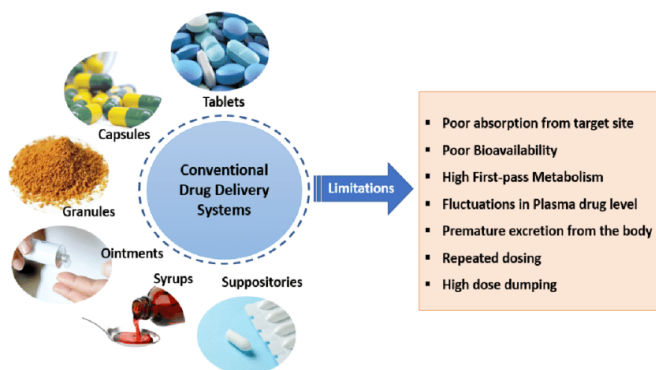 Tablets
Capsules
Granules
Ointments
Syrups
Suppositories
Conventional
Drug Delivery
Systems
Limitations
▪ Poor absorption from target site
▪ Poor Bioavailability
▪ High First-pass Metabolism
▪ Fluctuations in Plasma drug level
▪ Premature excretion from the body
▪ Repeated dosing
▪ High dose dumping